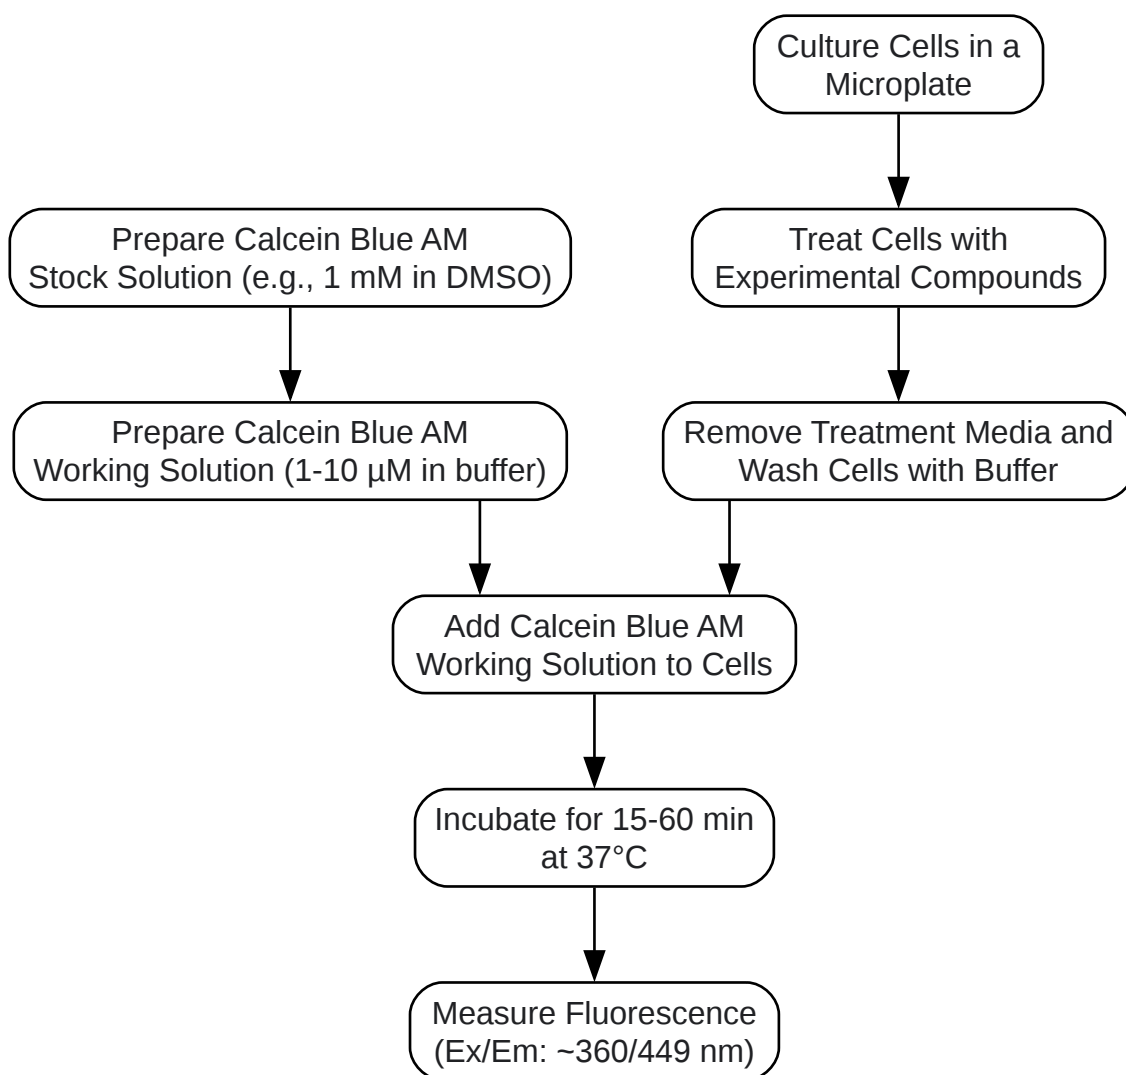 Culture Cells in a
Microplate
Prepare Calcein Blue AM
Stock Solution (e.g., 1 mM in DMSO)
Treat Cells with
Experimental Compounds
Prepare Calcein Blue AM
Working Solution (1-10 µM in buffer)
Remove Treatment Media and
Wash Cells with Buffer
Add Calcein Blue AM
Working Solution to Cells
Incubate for 15-60 min
at 37°C
Measure Fluorescence
(Ex/Em: ~360/449 nm)